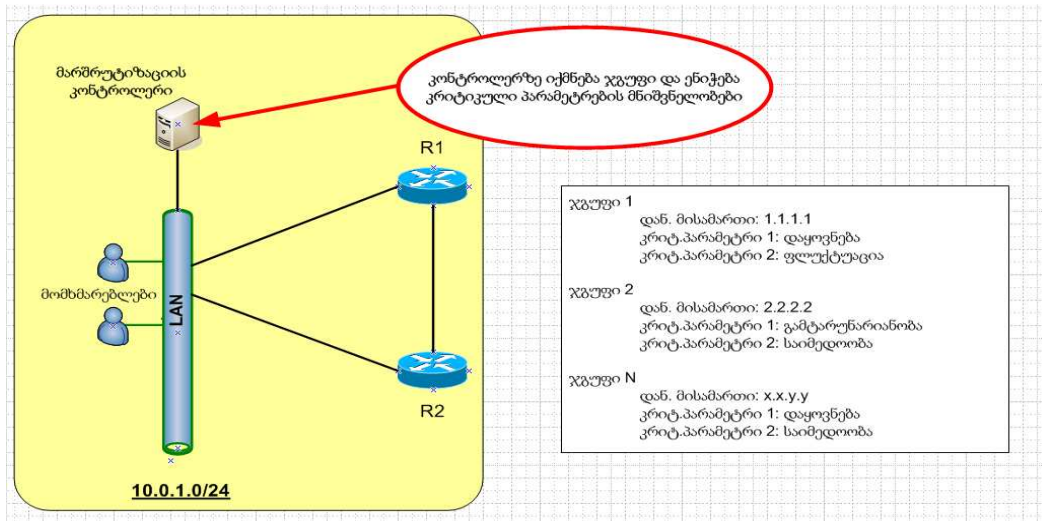 მარშრუტიზაციის
კონტროლერი
კონტროლერზე იქმნება ჯგუფი და ენიჭება
კრიტიკული პარამეტრების მნიშვნელობები
R1
მომხმარებლები
LAN
R2
10.0.1.0/24
ჯგუფი 1
დან. მისამართი: 1.1.1.1
კრიტ.პარამეტრი 1: დაყოვნება
კრიტ.პარამეტრი 2: ფლუქტუაცია
ჯგუფი 2
დან. მისამართი: 2.2.2.2
კრიტ.პარამეტრი 1: გამტარუნარიანობა
კრიტ.პარამეტრი 2: საიმედოობა
ჯგუფი N
დან. მისამართი: x.x.y.y
კრიტ.პარამეტრი 1: დაყოვნება
კრიტ.პარამეტრი 2: საიმედოობა